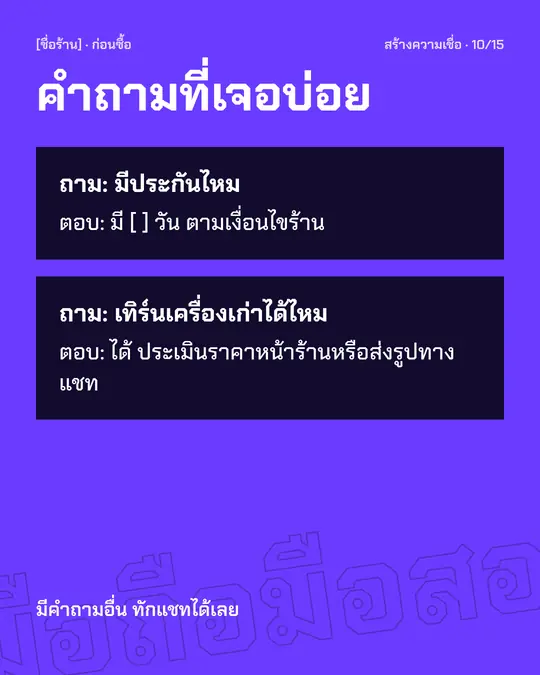 [ชื่อร้าน] · ก่อนซื้อ
สร้างความเชื่อ · 10/15
คำถามที่เจอบ่อย
ถาม: มีประกันไหม
ตอบ: มี [ ] วัน ตามเงื่อนไขร้าน
ถาม: เทิร์นเครื่องเก่าได้ไหม
ตอบ: ได้ ประเมินราคาหน้าร้านหรือส่งรูปทาง
แชท
มือถือมือสอ
มีคำถามอื่น ทักแชทได้เลย